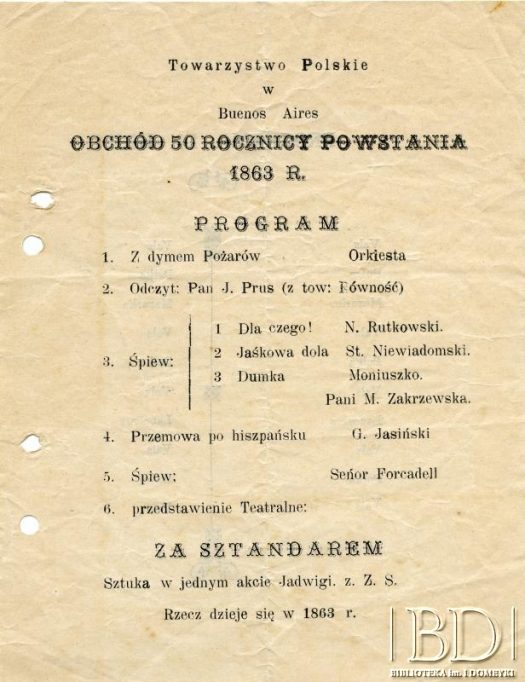 Towarzystwo Polskie
w
Buenos Aires
OBCHÓD 50 ROCZNICY POWSTANIA
1863 R.
PROGRAM
1. Z dymem Pożarów Orkiesta
2. Odczyt: Pan J. Prus (z tow: Równość)
1 Dla czego! N. Rutkowski.
3. Śpiew: 2 Jaśkowa dola St. Niewiadomski.
3 Dumka Moniuszko.
Pani M. Zakrzewska.
4. Przemowa po hiszpańsku G. Jasiński
5. Śpiew: Seńor Forcadell
6. przedstawienie Teatralne:
ZA SZTANDAREM
Sztuka w jednym akcie Jadwigi. z. Z. S.
Rzecz dzieje się w 1863 r.
|BD|
BIBLIOTEKA im. I DOMEYKI